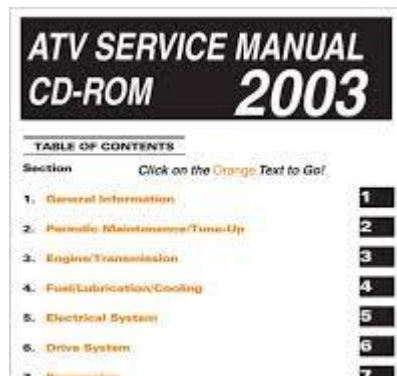 ATV SERVICE MANUAL
CD-ROM 2003
TABLE OF CONTENTS
Section Click on the Orange Text to Go!
1. General Information 1
2. Periodic Maintenance/Tune-Up 2
3. Engine/Transmission 3
4. Fuel/Lubrication/Cooling 4
5. Electrical System 5
6. Drive System 6
7